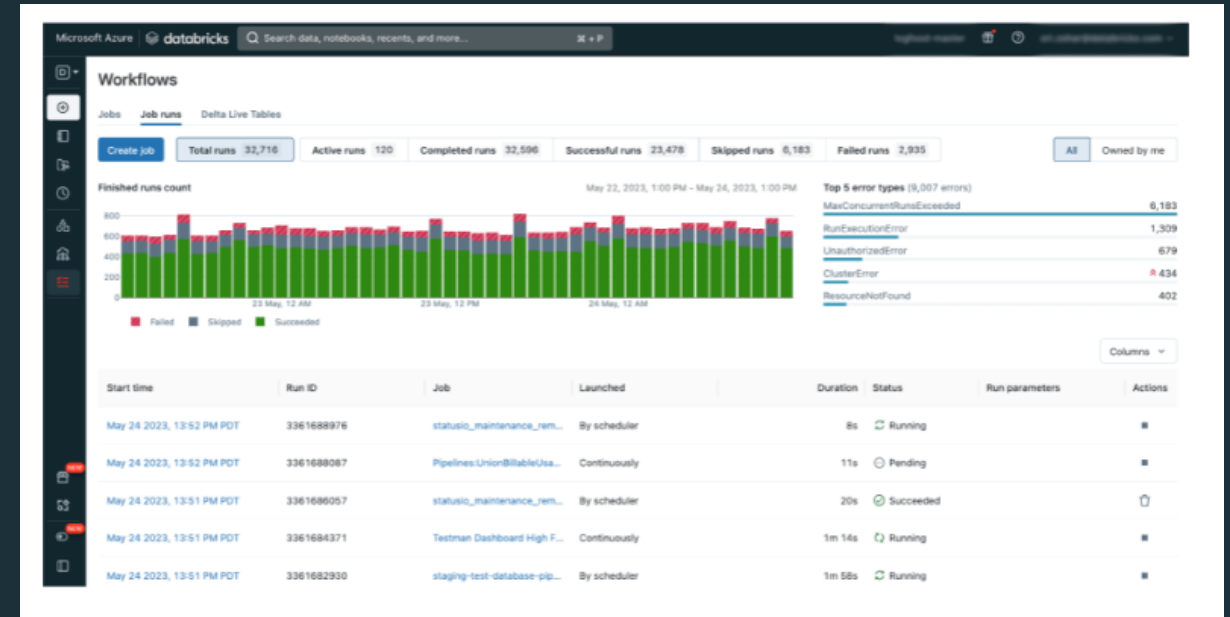 Microsoft Azure databricks Search data, notebooks, recents, and more... ⌘ + P
D
Workflows
Jobs Job runs Delta Live Tables
Create job Total runs 32,716 Active runs 120 Completed runs 32,596 Successful runs 23,478 Skipped runs 6,183 Failed runs 2,935 All Owned by me
Finished runs count May 22, 2023, 1:00 PM - May 24, 2023, 1:00 PM Top 5 error types (9,007 errors)
MaxConcurrentRunsExceeded 6,183
800
RunExecutionError 1,309
600
UnauthorizedError 679
400
ClusterError 434
200
ResourceNotFound 402
0
23 May, 12 AM 23 May, 12 PM 24 May, 12 AM
Failed Skipped Succeeded
Columns
Start time Run ID Job Launched Duration Status Run parameters Actions
May 24 2023, 13:52 PM PDT 3361688976 statusio_maintenance_rem... By scheduler 8s Running
May 24 2023, 13:52 PM PDT 3361688087 Pipelines:UnionBillableUsa... Continuously 11s Pending
May 24 2023, 13:51 PM PDT 3361686057 statusio_maintenance_rem... By scheduler 20s Succeeded
May 24 2023, 13:51 PM PDT 3361684371 Testman Dashboard High F... Continuously 1m 14s Running
May 24 2023, 13:51 PM PDT 3361682930 staging-test-database-pip... By scheduler 1m 58s Running